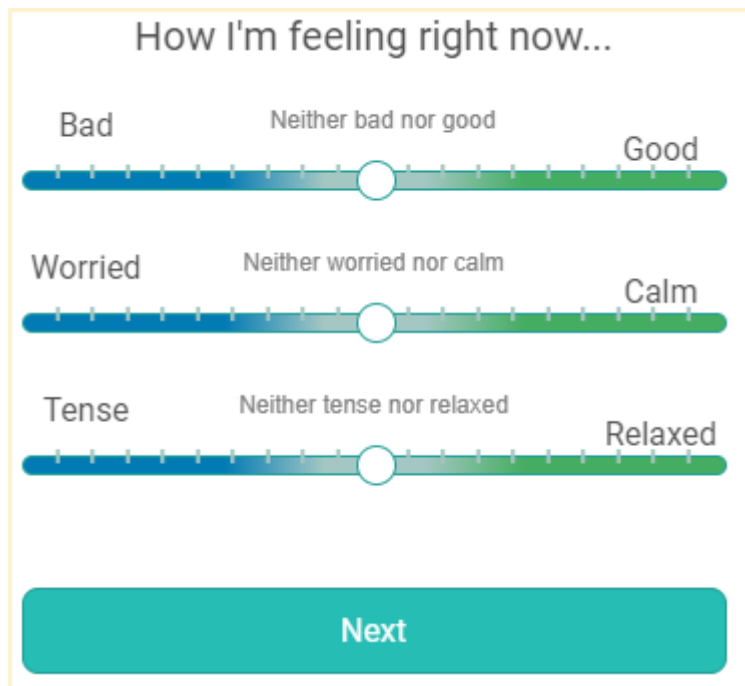 How I'm feeling right now...
Bad
Neither bad nor good
Good
Worried
Neither worried nor calm
Calm
Tense
Neither tense nor relaxed
Relaxed
Next